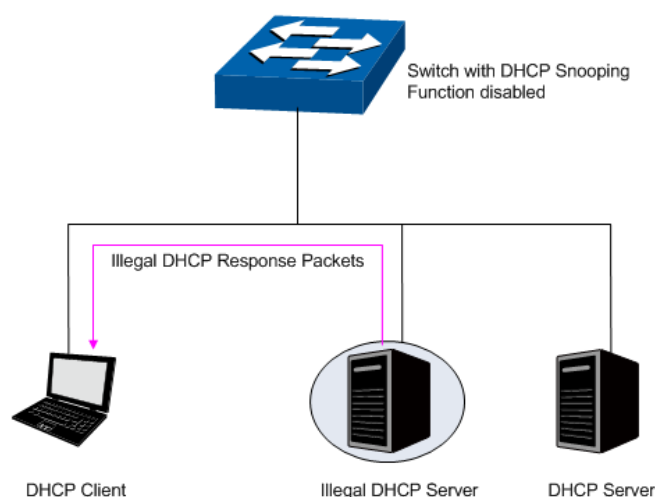 Switch with DHCP Snooping
Function disabled
Illegal DHCP Response Packets
DHCP Client
Illegal DHCP Server
DHCP Server